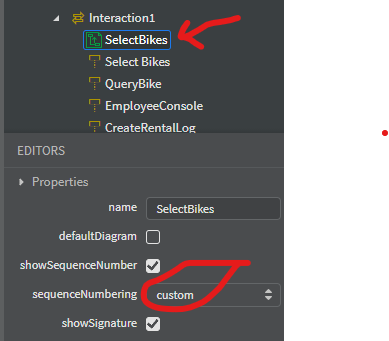 Interaction1
SelectBikes
Select Bikes
QueryBike
EmployeeConsole
CreateRentalLog
EDITORS
Properties
name SelectBikes
defaultDiagram
showSequenceNumber
sequenceNumbering custom
showSignature